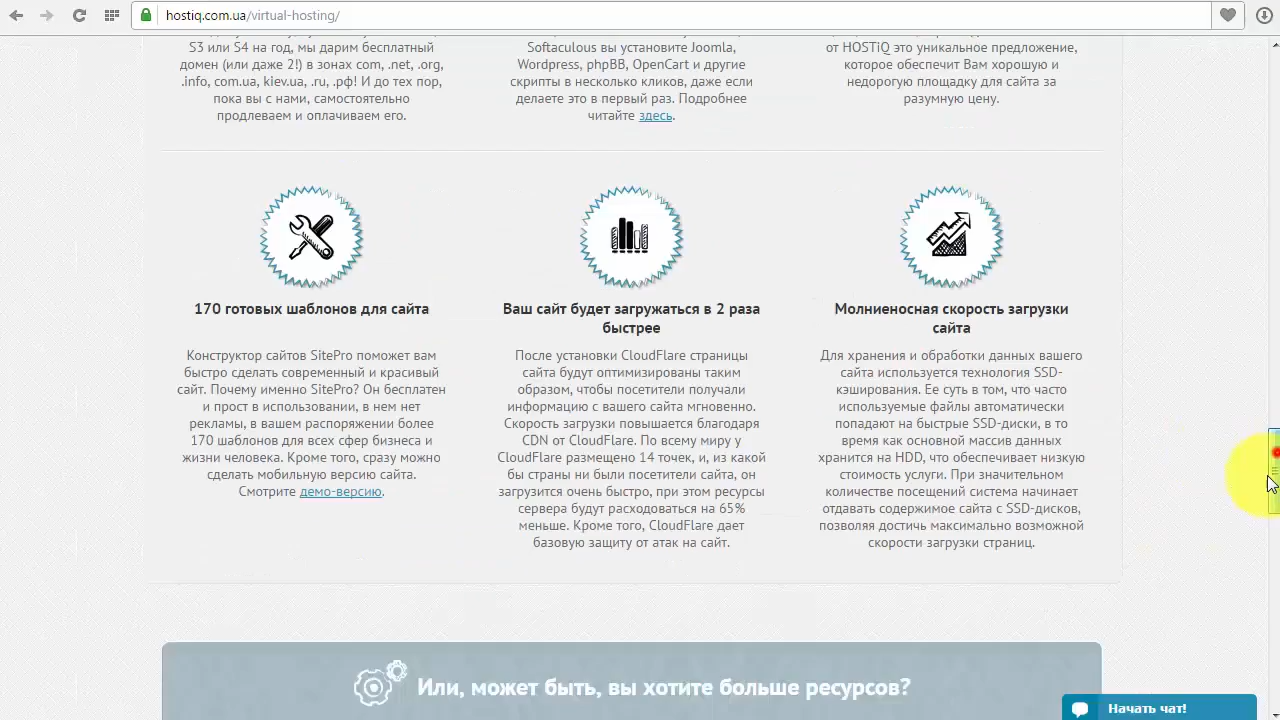 hostiq.com.ua/virtual-hosting/
S3 или S4 на год, мы дарим бесплатный
домен (или даже 2!) в зонах com, .net, .org,
.info, com.ua, kiev.ua, .ru, .рф! И до тех пор,
пока вы с нами, самостоятельно
продлеваем и оплачиваем его.
Softaculous вы установите Joomla,
Wordpress, phpBB, OpenCart и другие
скрипты в несколько кликов, даже если
делаете это в первый раз. Подробнее
читайте здесь.
от HOSTiQ это уникальное предложение,
которое обеспечит Вам хорошую и
недорогую площадку для сайта за
разумную цену.
170 готовых шаблонов для сайта
Конструктор сайтов SitePro поможет вам
быстро сделать современный и красивый
сайт. Почему именно SitePro? Он бесплатен
и прост в использовании, в нем нет
рекламы, в вашем распоряжении более
170 шаблонов для всех сфер бизнеса и
жизни человека. Кроме того, сразу можно
сделать мобильную версию сайта.
Смотрите демо-версию.
Ваш сайт будет загружаться в 2 раза
быстрее
После установки CloudFlare страницы
сайта будут оптимизированы таким
образом, чтобы посетители получали
информацию с вашего сайта мгновенно.
Скорость загрузки повышается благодаря
CDN от CloudFlare. По всему миру у
CloudFlare размещено 14 точек, и, из какой
бы страны и были посетители сайта, он
загрузится очень быстро, при этом ресурсы
сервера будут расходоваться на 65%
меньше. Кроме того, CloudFlare дает
базовую защиту от атак на сайт.
Молниеносная скорость загрузки
сайта
Для хранения и обработки данных вашего
сайта используется технология SSD-
кэширования. Ее суть в том, что часто
используемые файлы автоматически
попадают на быстрые SSD-диски, в то
время как основной массив данных
хранится на HDD, что обеспечивает низкую
стоимость услуги. При значительном
количестве посещений система начинает
отдавать содержимое сайта с SSD-дисков,
позволяя достичь максимально возможной
скорости загрузки страниц.
Или, может быть, вы хотите больше ресурсов?
Начать чат!